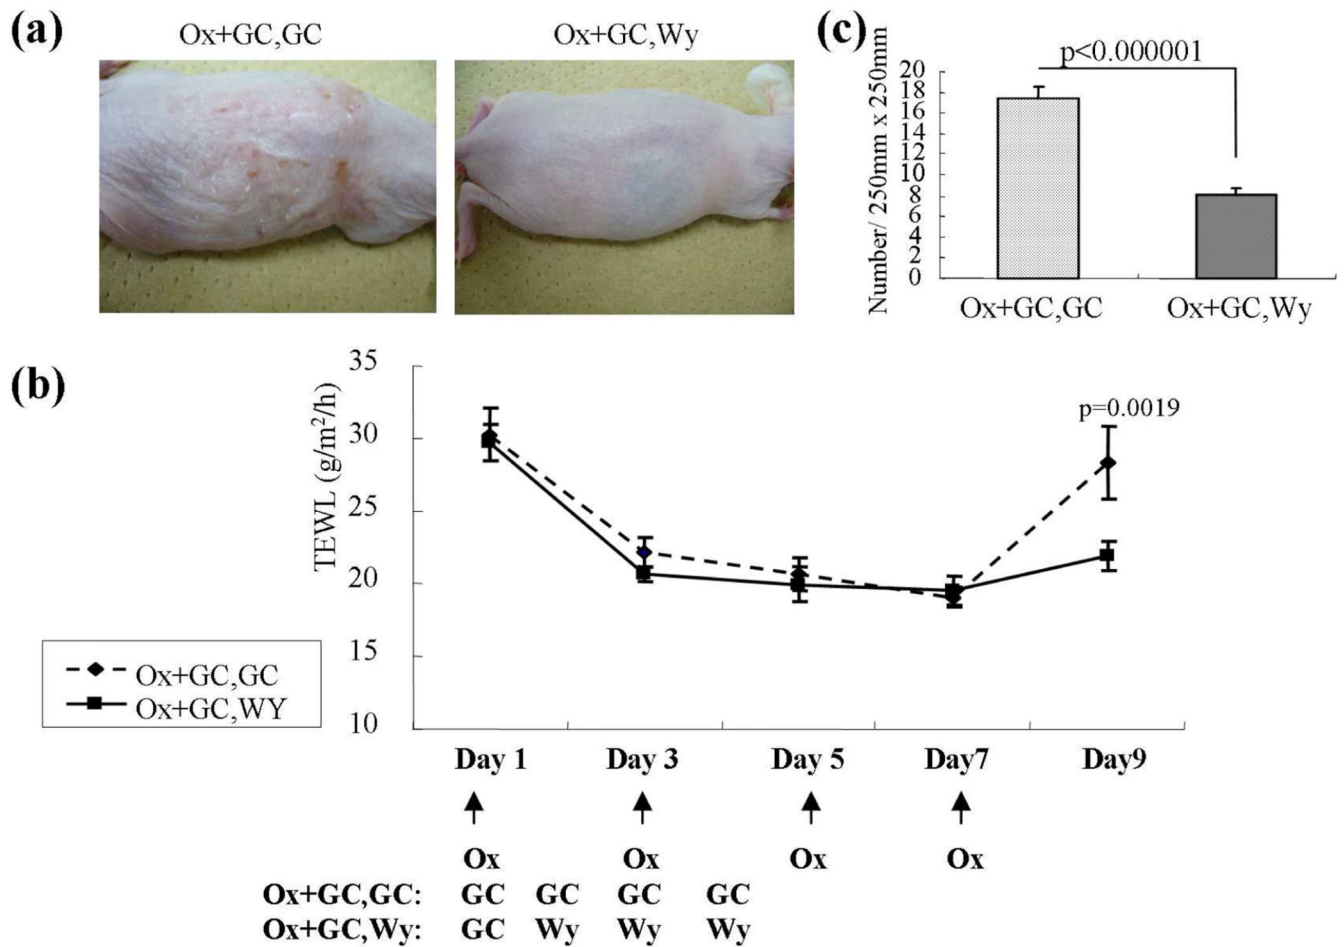 (a)
Ox+GC,GC
Ox+GC,Wy
(c)
p<0.000001
Number/ 250mm x 250mm
20
18
16
14
12
10
8
6
4
2
0
Ox+GC,GC
Ox+GC,Wy
(b)
TEWL (g/m²/h)
35
30
25
20
15
10
p=0.0019
Ox+GC,GC
Ox+GC,WY
Day 1 Day 3 Day 5 Day7 Day9
Ox Ox Ox Ox
Ox+GC,GC: GC GC GC GC
Ox+GC,Wy: GC Wy Wy Wy